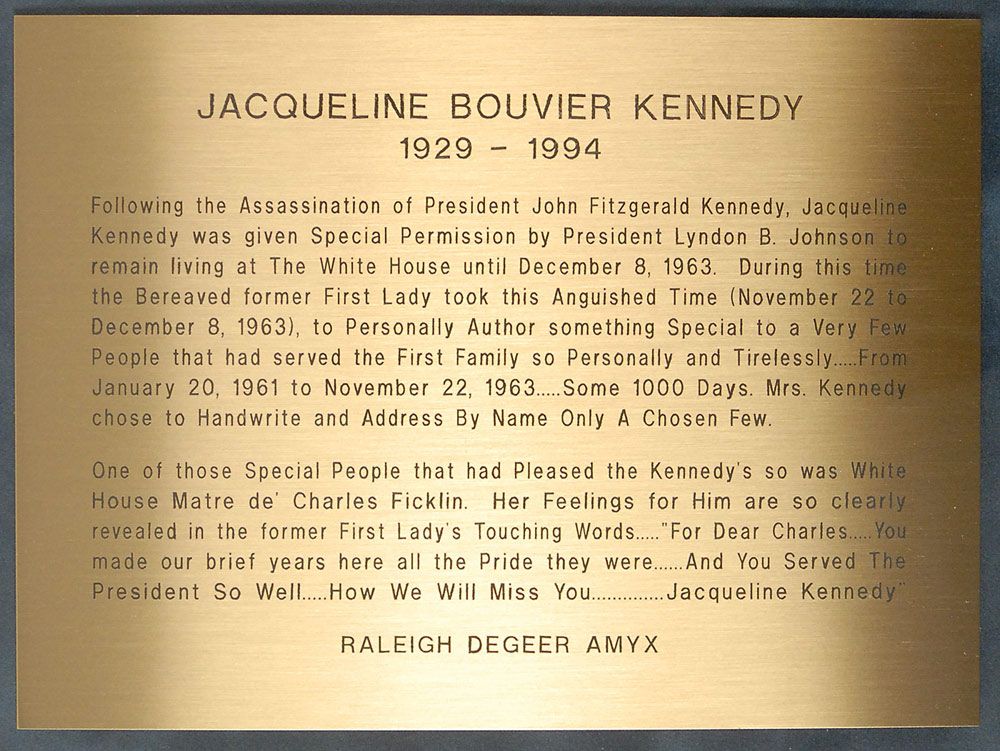 JACQUELINE BOUVIER KENNEDY
1929 - 1994
Following the Assassination of President John Fitzgerald Kennedy, Jacqueline
Kennedy was given Special Permission by President Lyndon B. Johnson to
remain living at The White House until December 8, 1963. During this time
the Bereaved former First Lady took this Anguished Time (November 22 to
December 8, 1963), to Personally Author something Special to a Very Few
People that had served the First Family so Personally and Tirelessly....From
January 20, 1961 to November 22, 1963.....Some 1000 Days. Mrs. Kennedy
chose to Handwrite and Address By Name Only A Chosen Few.
One of those Special People that had Pleased the Kennedy's so was White
House Matre de' Charles Ficklin. Her Feelings for Him are so clearly
revealed in the former First Lady's Touching Words....."For Dear Charles.....You
made our brief years here all the Pride they were......And You Served The
President So Well.....How We Will Miss You..............Jacqueline Kennedy"
RALEIGH DEGEER AMYX